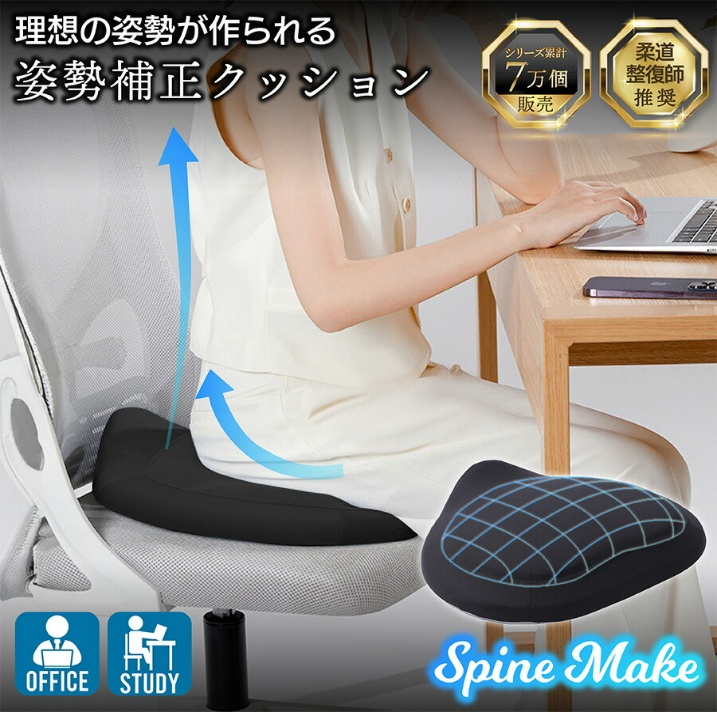 理想の姿勢が作られる
姿勢補正クッション
シリーズ累計
7万個
販売
柔道
整復師
推奨
OFFICE
STUDY
Spine Make